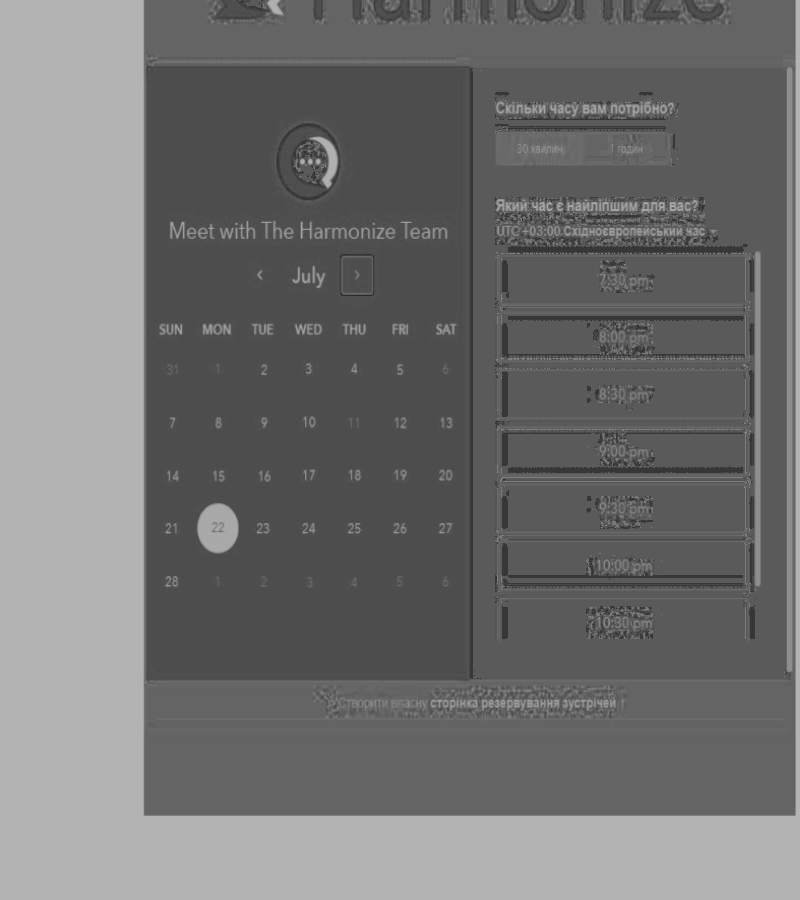 Harmonize
Meet with The Harmonize Team
‹ July ›
SUN MON TUE WED THU FRI SAT
31 1 2 3 4 5 6
7 8 9 10 11 12 13
14 15 16 17 18 19 20
21 22 23 24 25 26 27
28 1 2 3 4 5 6
Скільки часу вам потрібно?
30 хвилин 1 годин
Який час є найліпшим для вас?
UTC +03:00 Східноєвропейський час
7:30 pm
8:00 pm
8:30 pm
9:00 pm
9:30 pm
10:00 pm
10:30 pm
Створити власну сторінка резервування зустрічей